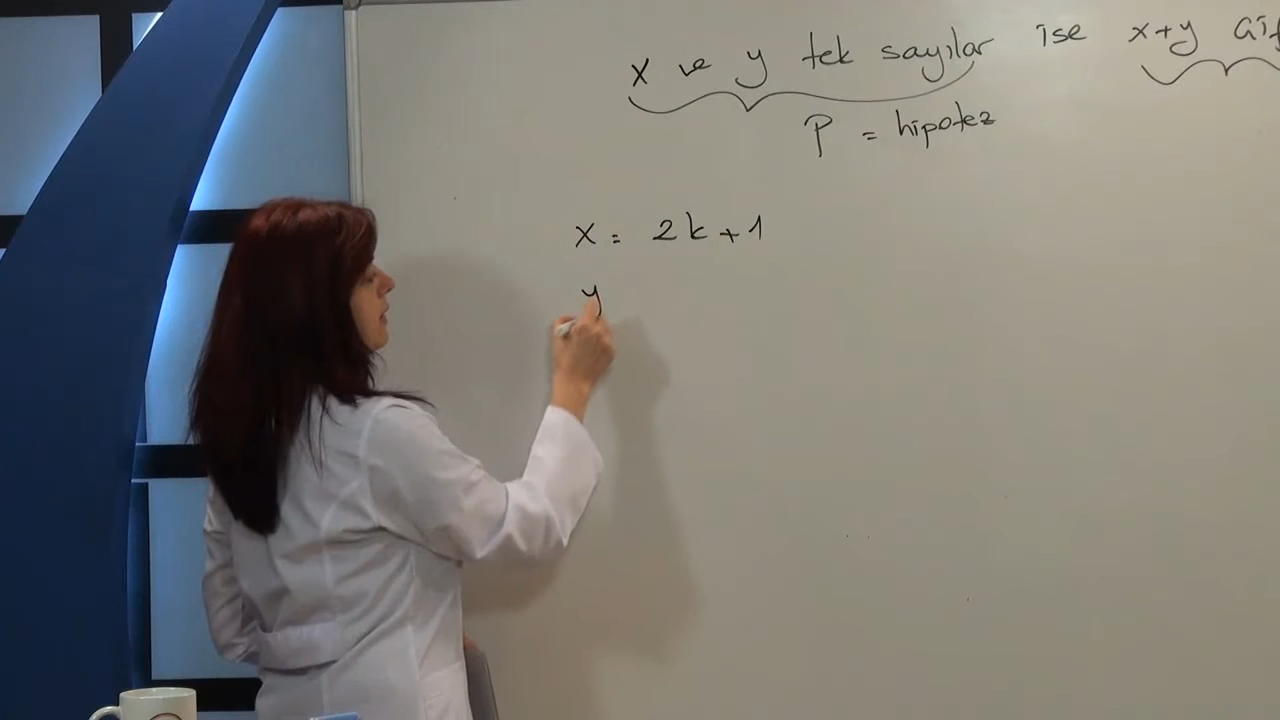 x ve y tek sayılar ise x+y
P = hipotez
x = 2k+1
y